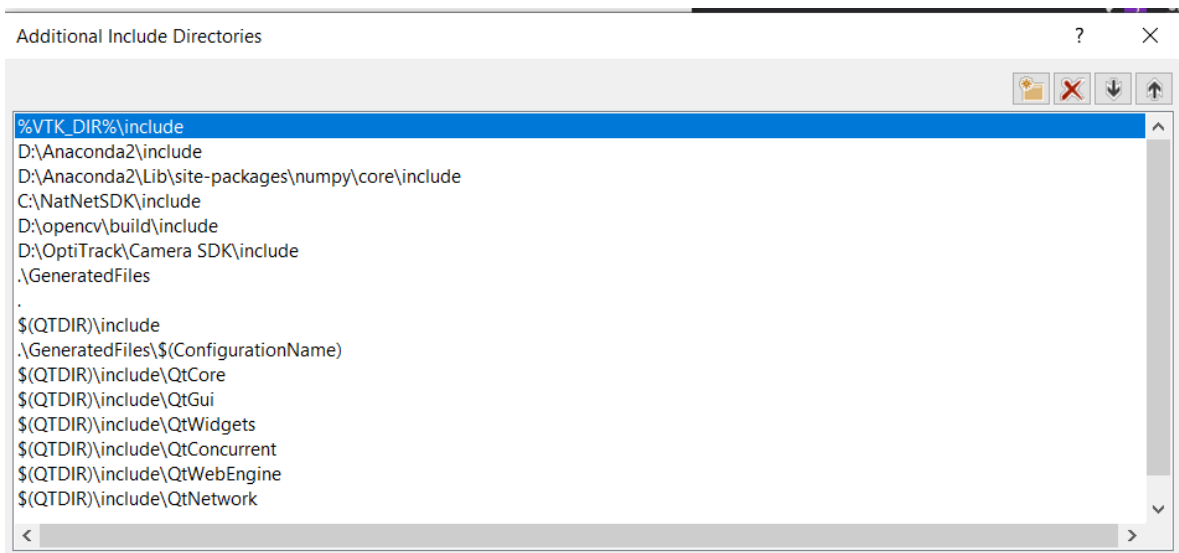 Additional Include Directories
?
%VTK_DIR%\include
D:\Anaconda2\include
D:\Anaconda2\Lib\site-packages\numpy\core\include
C:\NatNetSDK\include
D:\opencv\build\include
D:\OptiTrack\Camera SDK\include
.\GeneratedFiles
.
$(QTDIR)\include
.\GeneratedFiles\$(ConfigurationName)
$(QTDIR)\include\QtCore
$(QTDIR)\include\QtGui
$(QTDIR)\include\QtWidgets
$(QTDIR)\include\QtConcurrent
$(QTDIR)\include\QtWebEngine
$(QTDIR)\include\QtNetwork